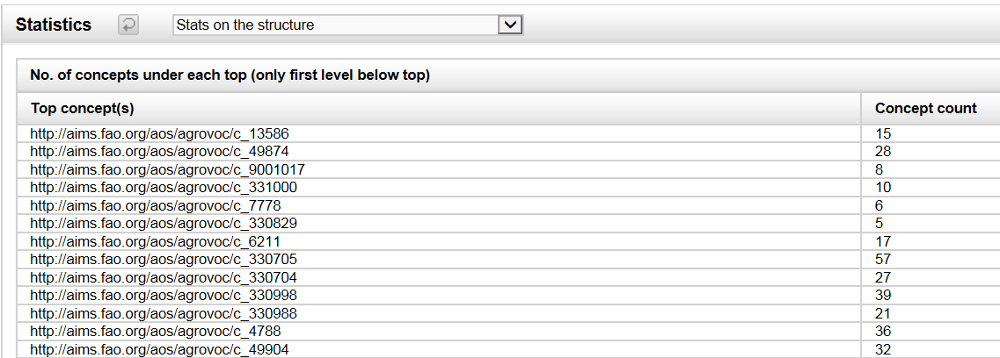 Statistics Stats on the structure
No. of concepts under each top (only first level below top)
Top concept(s) Concept count
http://aims.fao.org/aos/agrovoc/c_13586 15
http://aims.fao.org/aos/agrovoc/c_49874 28
http://aims.fao.org/aos/agrovoc/c_9001017 8
http://aims.fao.org/aos/agrovoc/c_331000 10
http://aims.fao.org/aos/agrovoc/c_7778 6
http://aims.fao.org/aos/agrovoc/c_330829 5
http://aims.fao.org/aos/agrovoc/c_6211 17
http://aims.fao.org/aos/agrovoc/c_330705 57
http://aims.fao.org/aos/agrovoc/c_330704 27
http://aims.fao.org/aos/agrovoc/c_330998 39
http://aims.fao.org/aos/agrovoc/c_330988 21
http://aims.fao.org/aos/agrovoc/c_4788 36
http://aims.fao.org/aos/agrovoc/c_49904 32